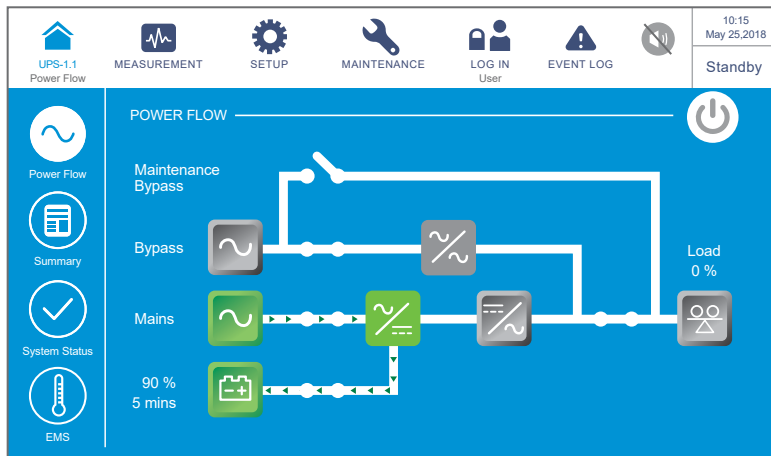 10:15
May 25,2018
Standby
UPS-1.1
Power Flow
MEASUREMENT
SETUP
MAINTENANCE
LOG IN
User
EVENT LOG
POWER FLOW
Power Flow
Summary
System Status
EMS
Maintenance
Bypass
Bypass
Load
0 %
Mains
90 %
5 mins